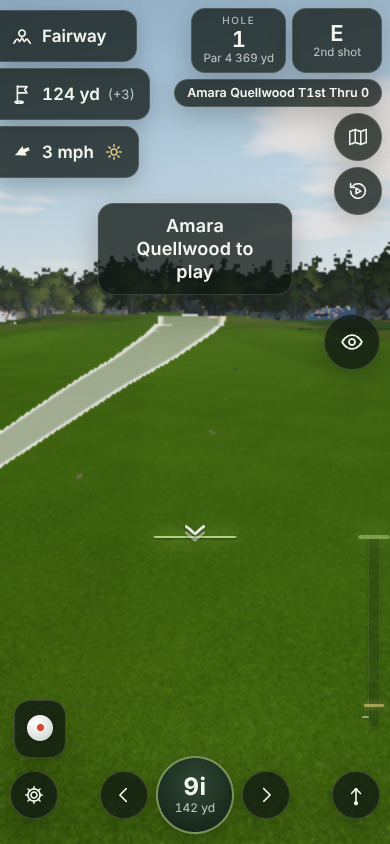 Fairway
124 yd (+3)
3 mph
HOLE
1
Par 4 369 yd
E
2nd shot
Amara Quellwood T1st Thru 0
Amara
Quellwood to
play
9i
142 yd